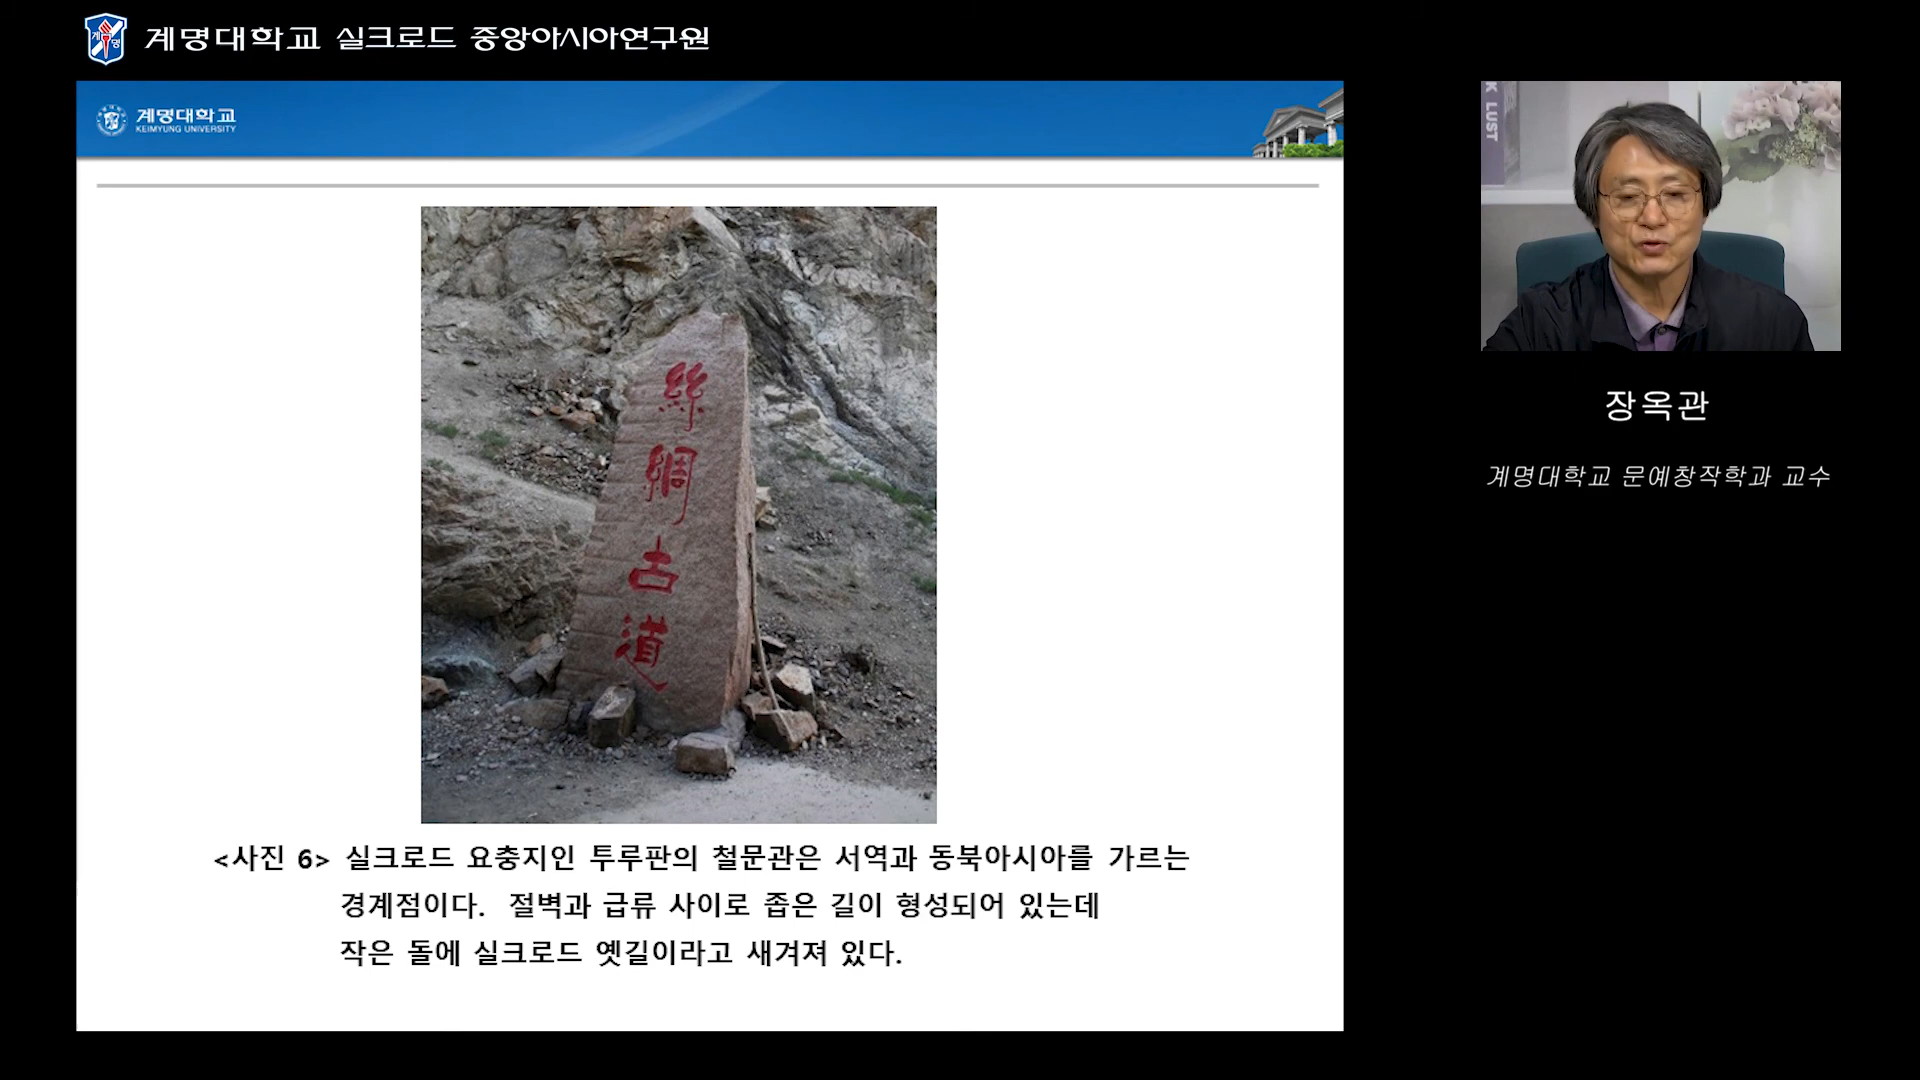 계명대학교 실크로드 중앙아시아연구원
계명대학교
KEIMYUNG UNIVERSITY
絲
綢
古
道
<사진 6> 실크로드 요충지인 투루판의 철문관은 서역과 동북아시아를 가르는
경계점이다. 절벽과 급류 사이로 좁은 길이 형성되어 있는데
작은 돌에 실크로드 옛길이라고 새겨져 있다.
K LUST
장옥관
계명대학교 문예창작학과 교수